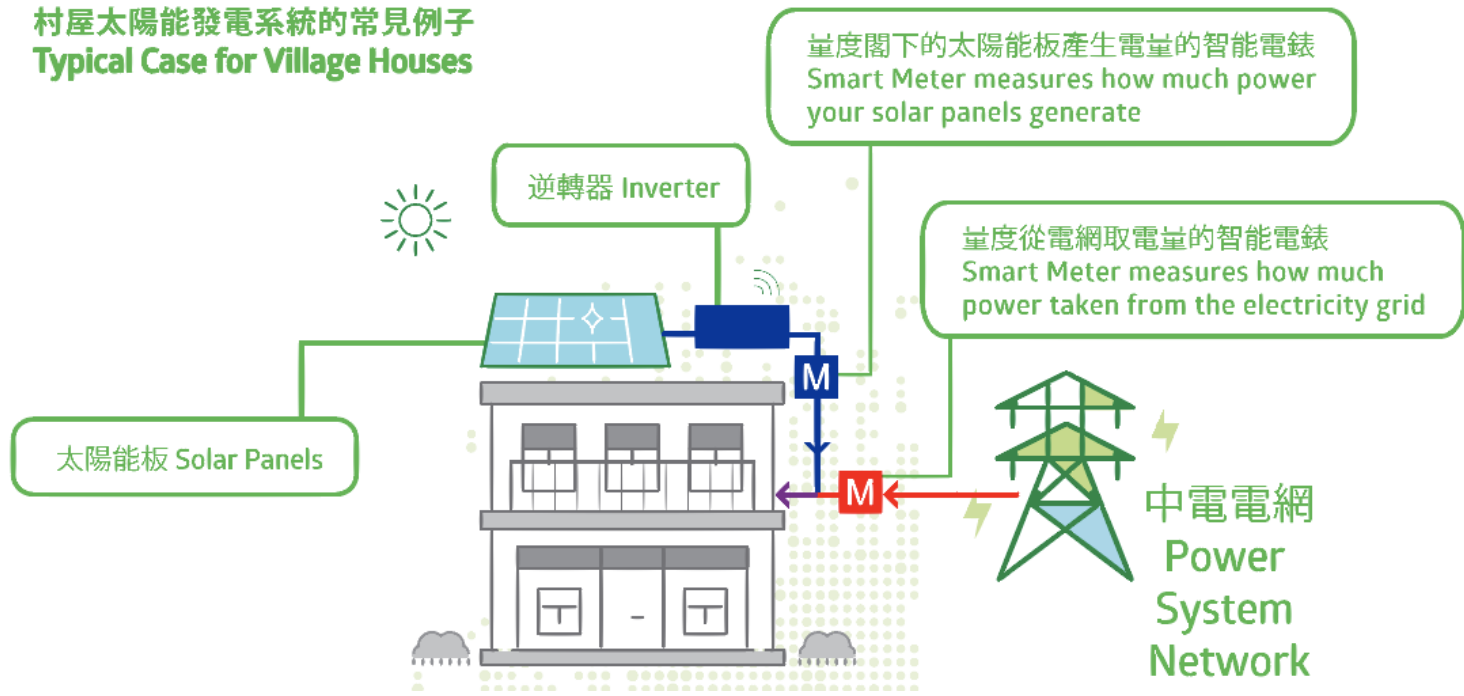 村屋太陽能發電系統的常見例子
Typical Case for Village Houses
量度閣下的太陽能板產生電量的智能電錶
Smart Meter measures how much power
your solar panels generate
逆轉器 Inverter
量度從電網取電量的智能電錶
Smart Meter measures how much
power taken from the electricity grid
M
太陽能板 Solar Panels
M
中電電網
Power
System
Network